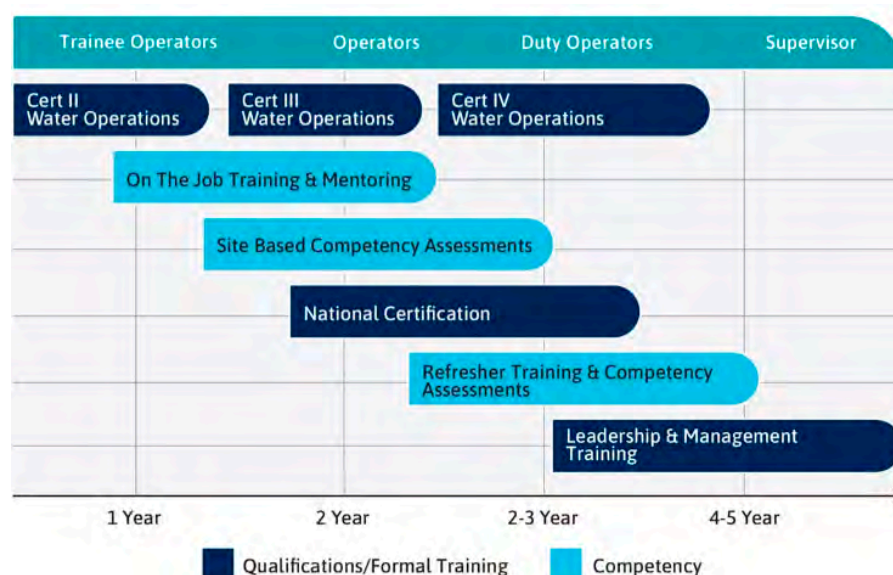 Trainee Operators
Operators
Duty Operators
Supervisor
Cert II
Water Operations
Cert III
Water Operations
Cert IV
Water Operations
On The Job Training & Mentoring
Site Based Competency Assessments
National Certification
Refresher Training & Competency
Assessments
Leadership & Management
Training
1 Year
2 Year
2-3 Year
4-5 Year
Qualifications/Formal Training
Competency